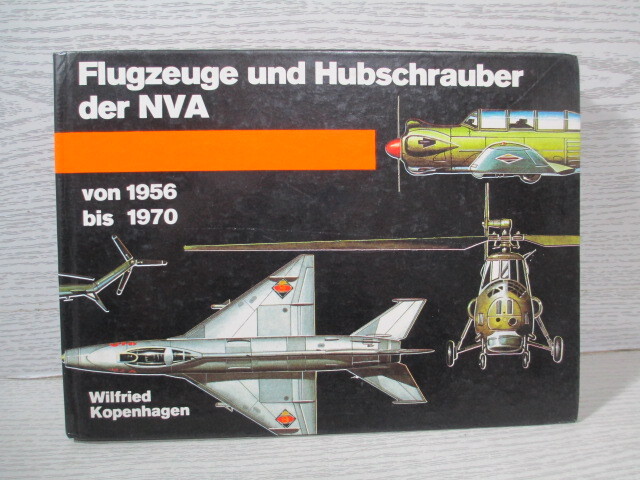 Flugzeuge und Hubschrauber
der NVA
von 1956
bis 1970
Wilfried
Kopenhagen